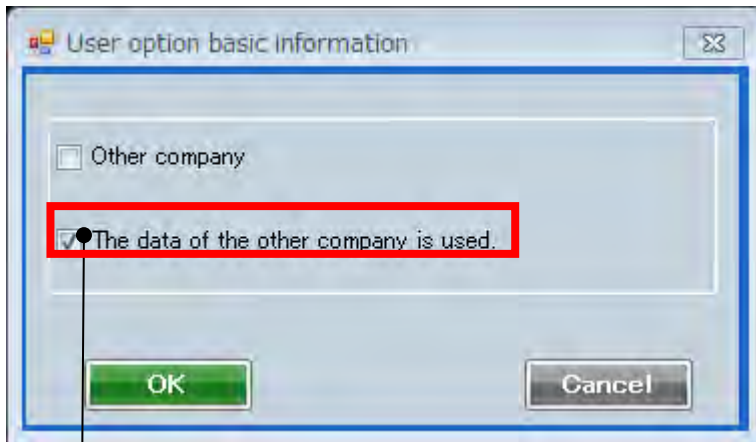 User option basic information
Other company
The data of the other company is used.
OK
Cancel